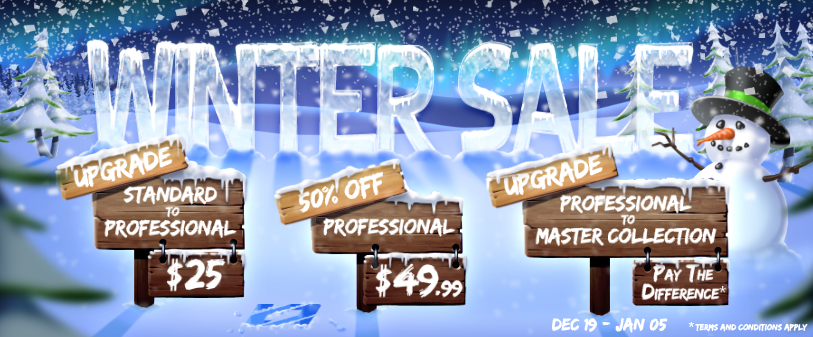 WINTER SALE
UPGRADE
STANDARD
TO
PROFESSIONAL
$25
50% OFF
PROFESSIONAL
$49.99
UPGRADE
PROFESSIONAL
TO
MASTER COLLECTION
PAY THE
DIFFERENCE*
DEC 19 - JAN 05
*TERMS AND CONDITIONS APPLY